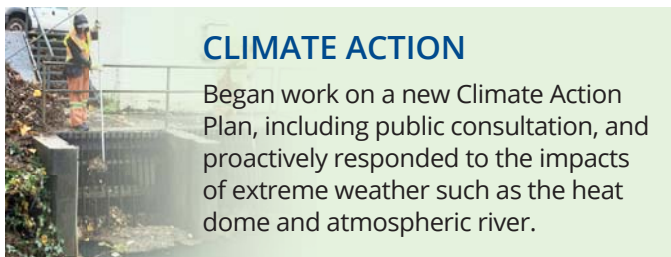 CLIMATE ACTION
Began work on a new Climate Action
Plan, including public consultation, and
proactively responded to the impacts
of extreme weather such as the heat
dome and atmospheric river.